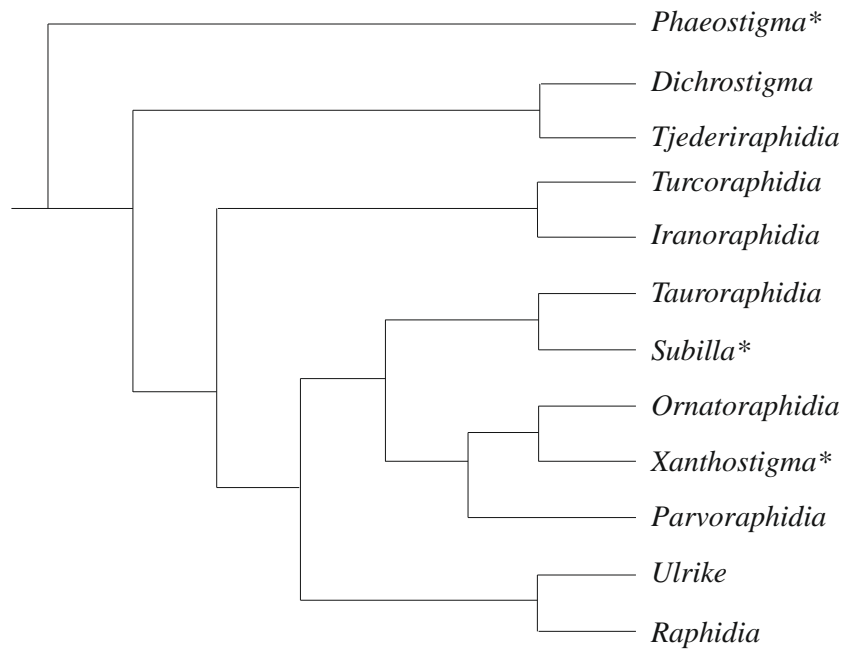 Phaeostigma*
Dichrostigma
Tjederiraphidia
Turcoraphidia
Iranoraphidia
Tauroraphidia
Subilla*
Ornatoraphidia
Xanthostigma*
Parvoraphidia
Ulrike
Raphidia